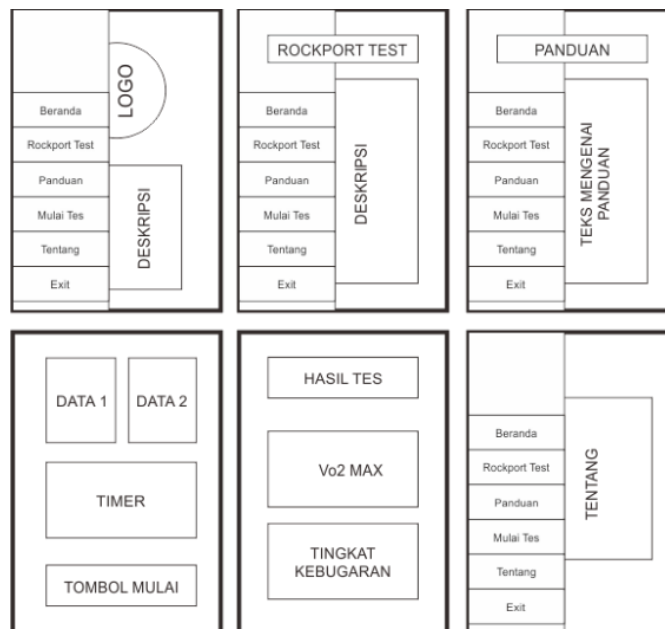 LOGO
Beranda
Rockport Test
Panduan
Mulai Tes
Tentang
Exit
DESKRIPSI
ROCKPORT TEST
Beranda
Rockport Test
Panduan
Mulai Tes
Tentang
Exit
DESKRIPSI
PANDUAN
Beranda
Rockport Test
Panduan
Mulai Tes
Tentang
Exit
TEKS MENGENAI
PANDUAN
DATA 1
DATA 2
TIMER
TOMBOL MULAI
HASIL TES
Vo2 MAX
TINGKAT
KEBUGARAN
Beranda
Rockport Test
Panduan
Mulai Tes
Tentang
Exit
TENTANG